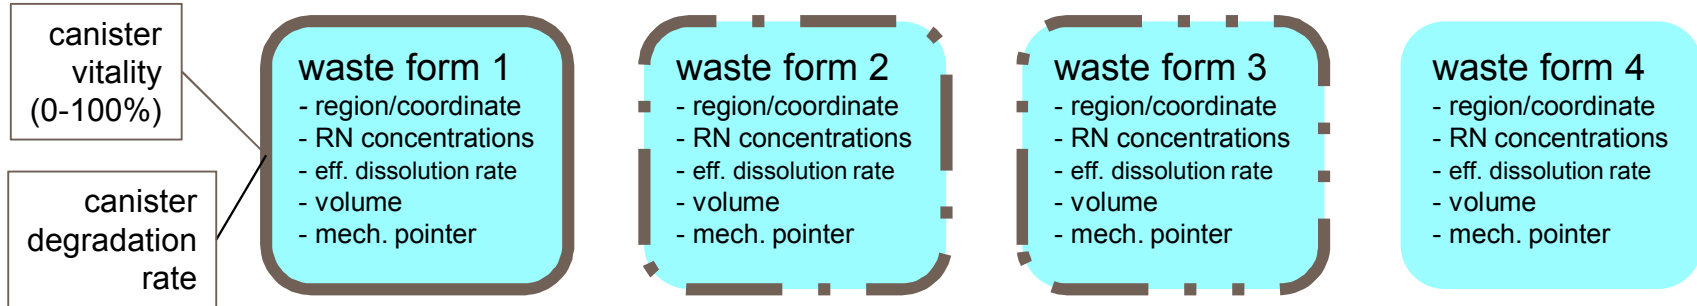 canister
vitality
(0-100%)
canister
degradation
rate
waste form 1
- region/coordinate
- RN concentrations
- eff. dissolution rate
- volume
- mech. pointer
waste form 2
- region/coordinate
- RN concentrations
- eff. dissolution rate
- volume
- mech. pointer
waste form 3
- region/coordinate
- RN concentrations
- eff. dissolution rate
- volume
- mech. pointer
waste form 4
- region/coordinate
- RN concentrations
- eff. dissolution rate
- volume
- mech. pointer